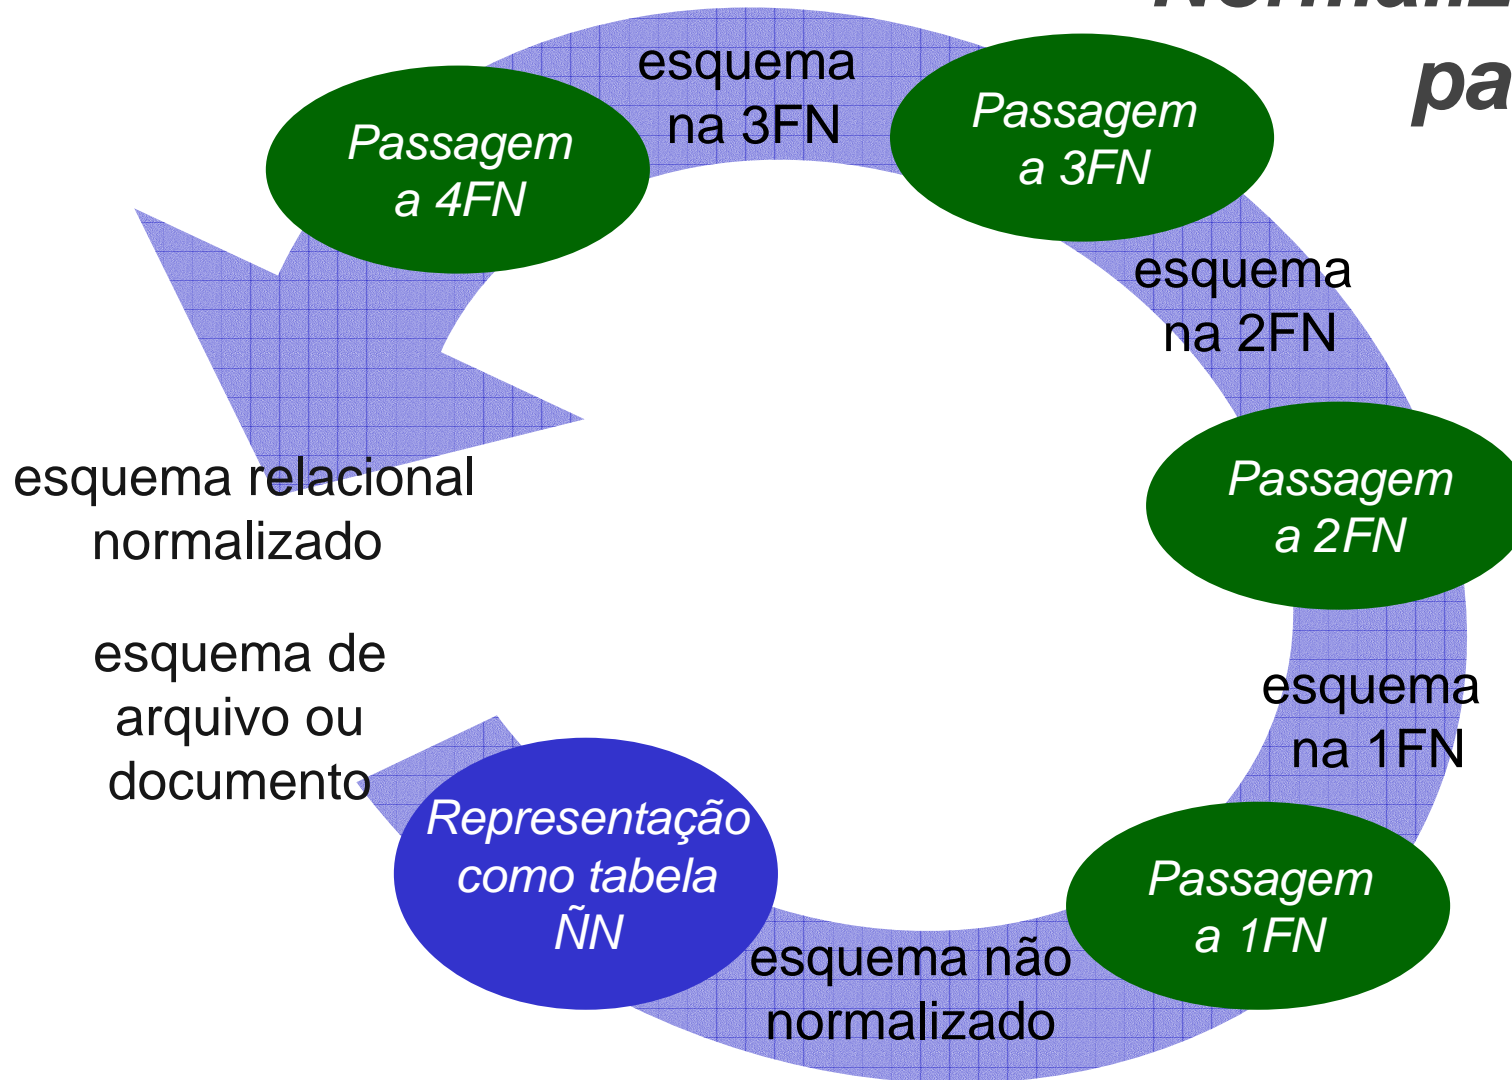 esquema
na 3FN
Passagem
a 3FN
Passagem
a 4FN
esquema
na 2FN
Passagem
a 2FN
esquema relacional
normalizado
esquema de
arquivo ou
documento
esquema
na 1FN
Representação
como tabela
ÑN
Passagem
a 1FN
esquema não
normalizado